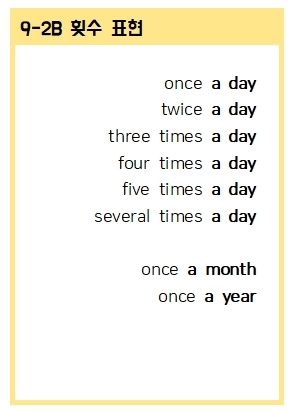 9-2B 횟수 표현
once a day
twice a day
three times a day
four times a day
five times a day
several times a day
once a month
once a year